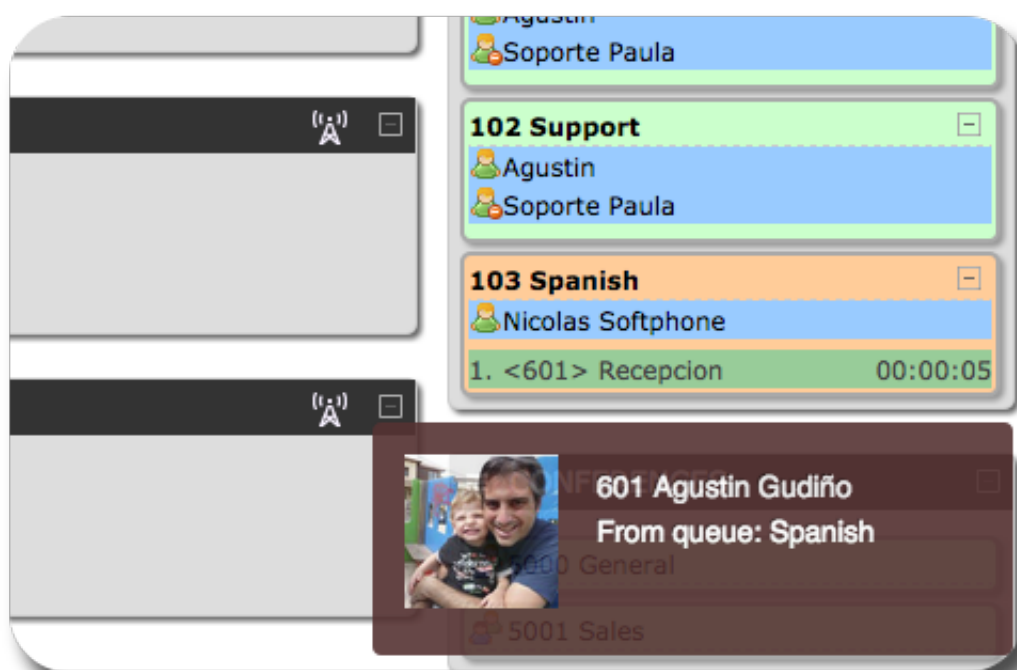 Agustin
Soporte Paula
102 Support
Agustin
Soporte Paula
103 Spanish
Nicolas Softphone
1. <601> Recepcion 00:00:05
CONFERENCES
601 Agustin Gudiño
From queue: Spanish
5000 General
5001 Sales